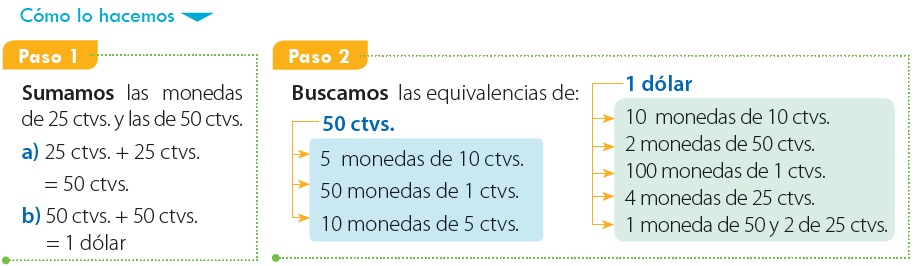 Cómo lo hacemos
Paso 1
Sumamos las monedas
de 25 ctvs. y las de 50 ctvs.
a) 25 ctvs. + 25 ctvs.
= 50 ctvs.
b) 50 ctvs. + 50 ctvs.
= 1 dólar
Paso 2
Buscamos las equivalencias de:
50 ctvs.
5 monedas de 10 ctvs.
50 monedas de 1 ctvs.
10 monedas de 5 ctvs.
1 dólar
10 monedas de 10 ctvs.
2 monedas de 50 ctvs.
100 monedas de 1 ctvs.
4 monedas de 25 ctvs.
1 moneda de 50 y 2 de 25 ctvs.